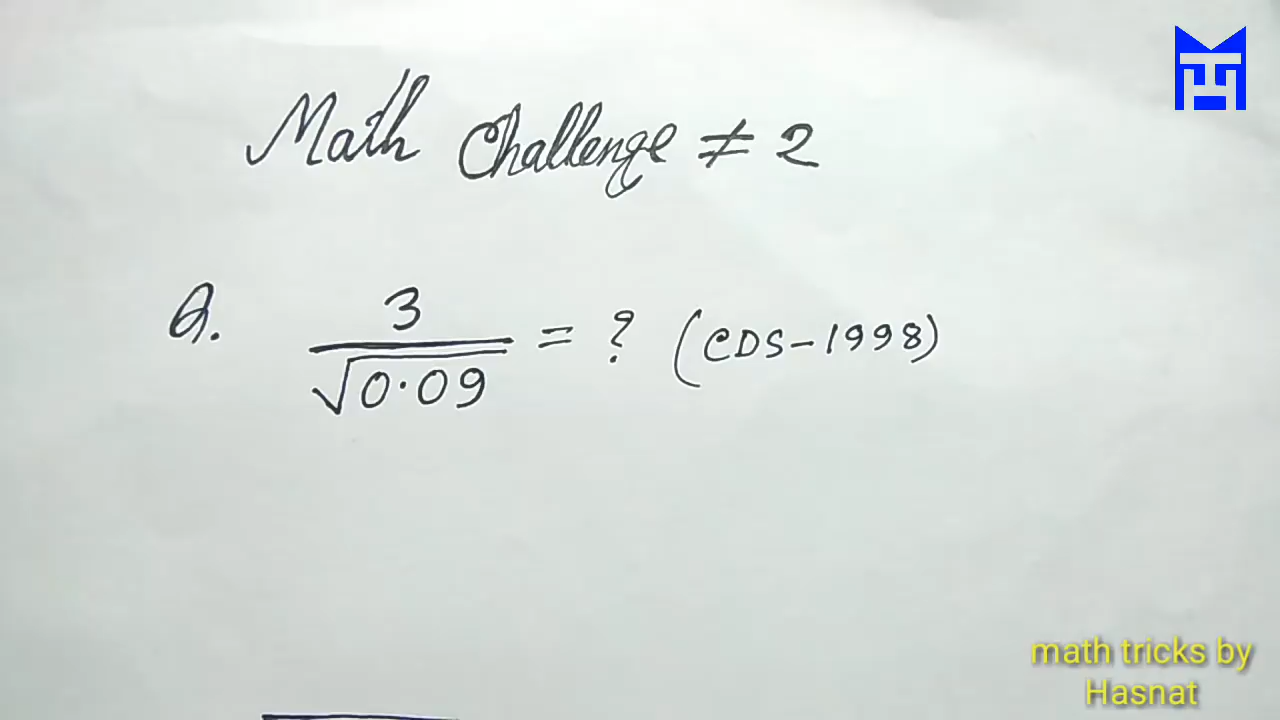 Math Challenge ≠ 2
Q. 3/√0.09 = ? (CDS-1998)
math tricks by
Hasnat